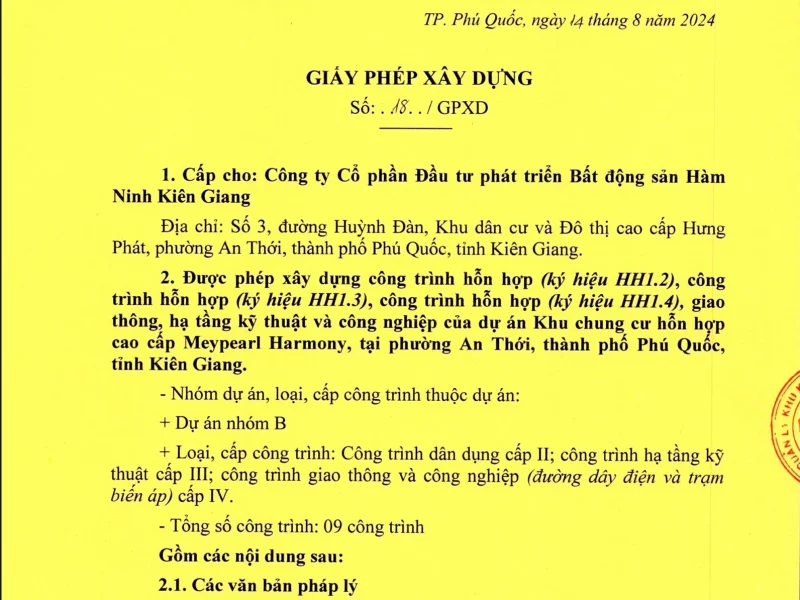 TP. Phú Quốc, ngày 14 tháng 8 năm 2024
GIẤY PHÉP XÂY DỰNG
Số: . 18 . . / GPXD
1. Cấp cho: Công ty Cổ phần Đầu tư phát triển Bất động sản Hàm
Ninh Kiên Giang
Địa chỉ: Số 3, đường Huỳnh Đàn, Khu dân cư và Đô thị cao cấp Hưng
Phát, phường An Thới, thành phố Phú Quốc, tỉnh Kiên Giang.
2. Được phép xây dựng công trình hỗn hợp (ký hiệu HH1.2), công
trình hỗn hợp (ký hiệu HH1.3), công trình hỗn hợp (ký hiệu HH1.4), giao
thông, hạ tầng kỹ thuật và công nghiệp của dự án Khu chung cư hỗn hợp
cao cấp Meypearl Harmony, tại phường An Thới, thành phố Phú Quốc,
tỉnh Kiên Giang.
- Nhóm dự án, loại, cấp công trình thuộc dự án:
+ Dự án nhóm B
+ Loại, cấp công trình: Công trình dân dụng cấp II; công trình hạ tầng kỹ
thuật cấp III; công trình giao thông và công nghiệp (đường dây điện và trạm
biến áp) cấp IV.
- Tổng số công trình: 09 công trình
Gồm các nội dung sau:
2.1. Các văn bản pháp lý
QUẢN LÝ KHU K